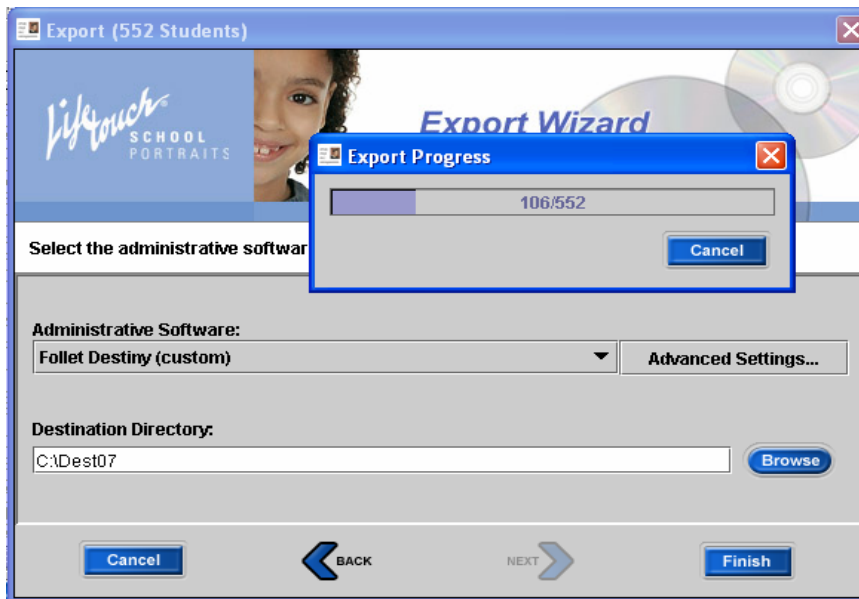 Export (552 Students)
Lifetouch
SCHOOL
PORTRAITS
Export Wizard
Export Progress
106/552
Cancel
Select the administrative softwar
Administrative Software:
Follet Destiny (custom)
Advanced Settings...
Destination Directory:
C:\Dest07
Browse
Cancel
BACK
NEXT
Finish